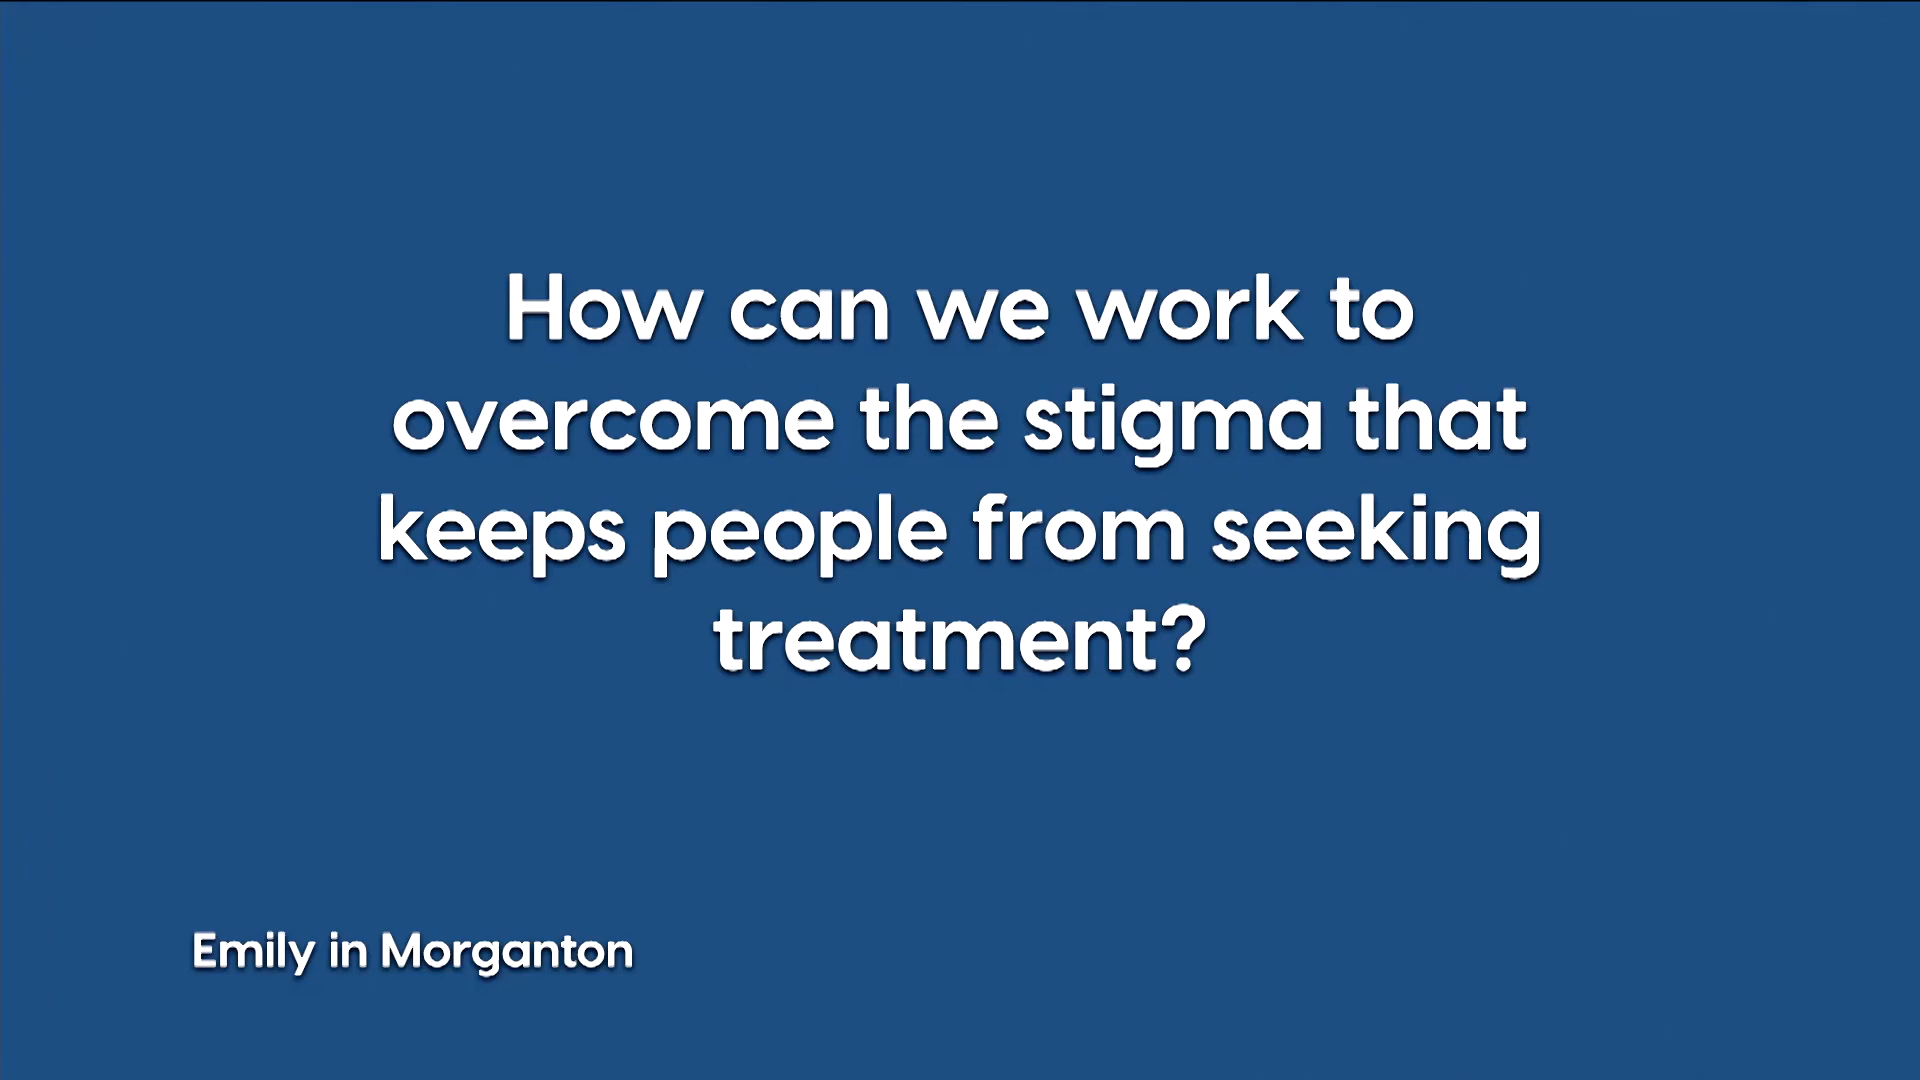 How can we work to
overcome the stigma that
keeps people from seeking
treatment?
Emily in Morganton